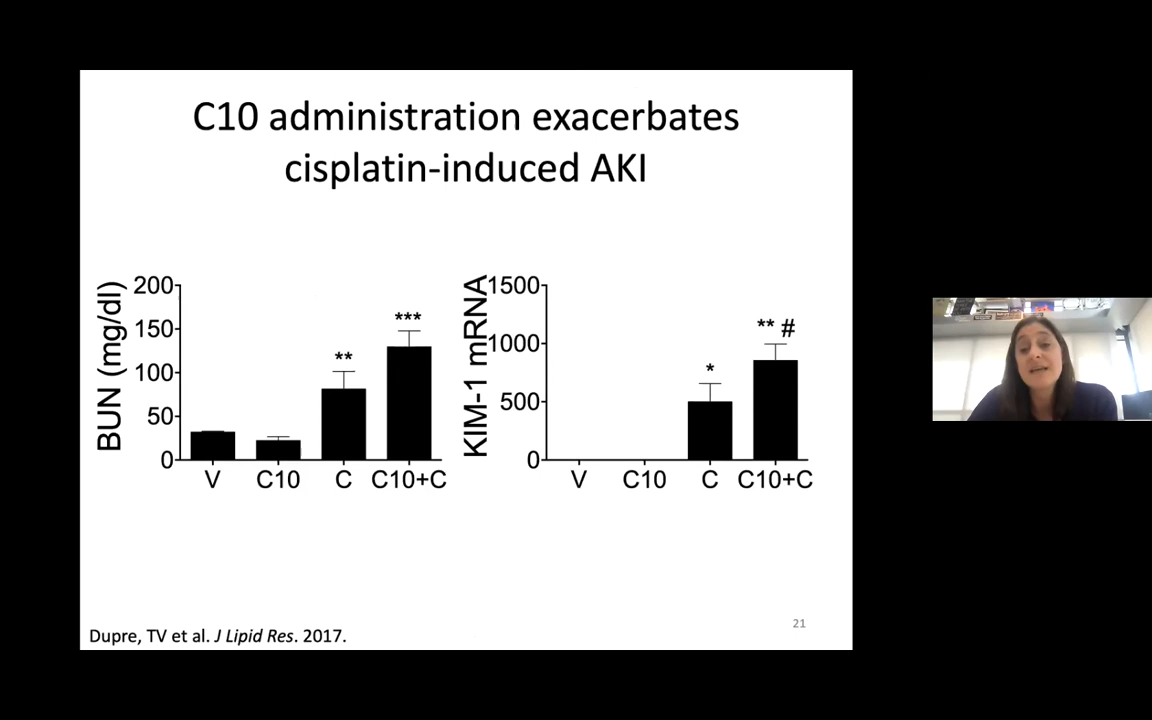 C10 administration exacerbates
cisplatin-induced AKI
BUN (mg/dl)
200
150
100
50
0
**
***
V C10 C C10+C
KIM-1 mRNA
1500
1000
500
0
*
** #
V C10 C C10+C
21
Dupre, TV et al. J Lipid Res. 2017.